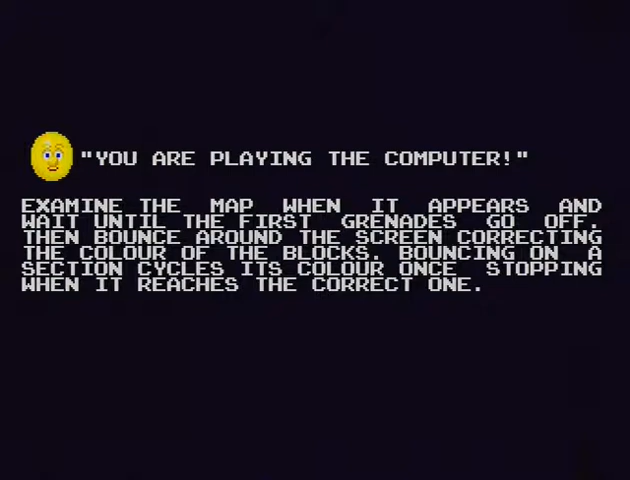 "YOU ARE PLAYING THE COMPUTER!"
EXAMINE THE MAP WHEN IT APPEARS AND
WAIT UNTIL THE FIRST GRENADES GO OFF.
THEN BOUNCE AROUND THE SCREEN CORRECTING
THE COLOUR OF THE BLOCKS. BOUNCING ON A
SECTION CYCLES ITS COLOUR ONCE STOPPING
WHEN IT REACHES THE CORRECT ONE.